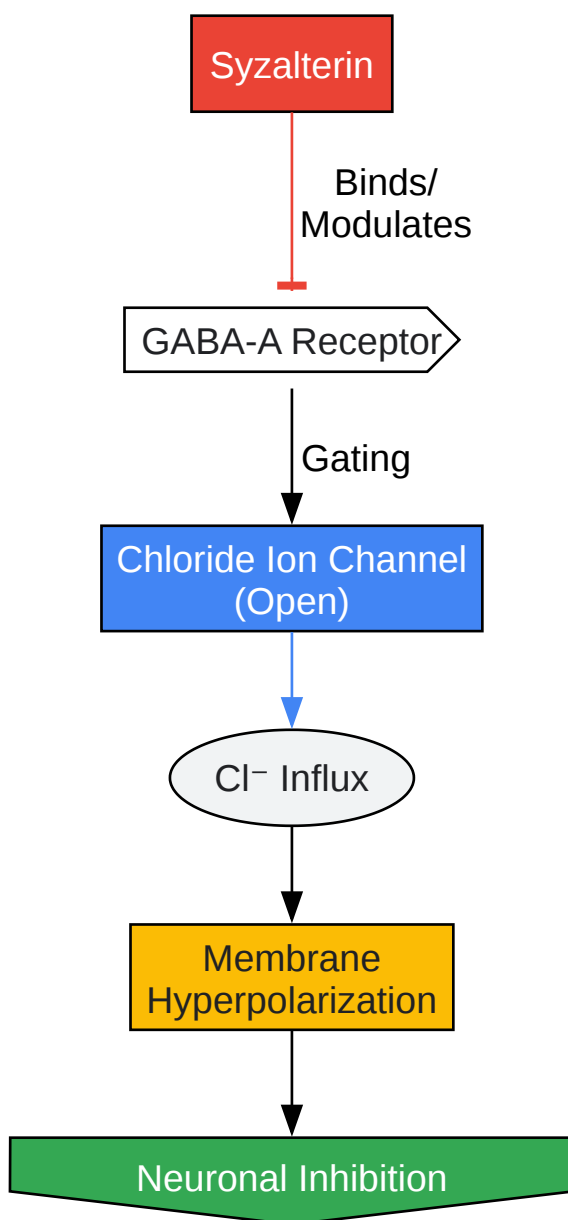 Syzalterin
Binds/
Modulates
GABA-A Receptor
Gating
Chloride Ion Channel
(Open)
Cl⁻ Influx
Membrane
Hyperpolarization
Neuronal Inhibition